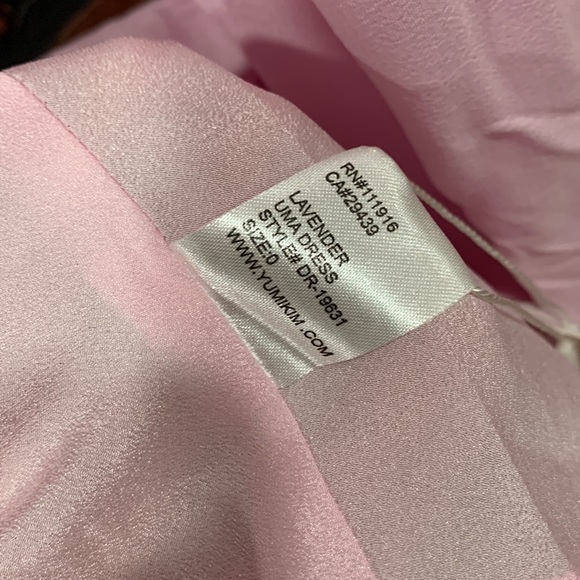 RN#111916
CA#29439
LAVENDER
UMA DRESS
STYLE# DR-19631
SIZE:0
WWW.YUMIKIM .COM